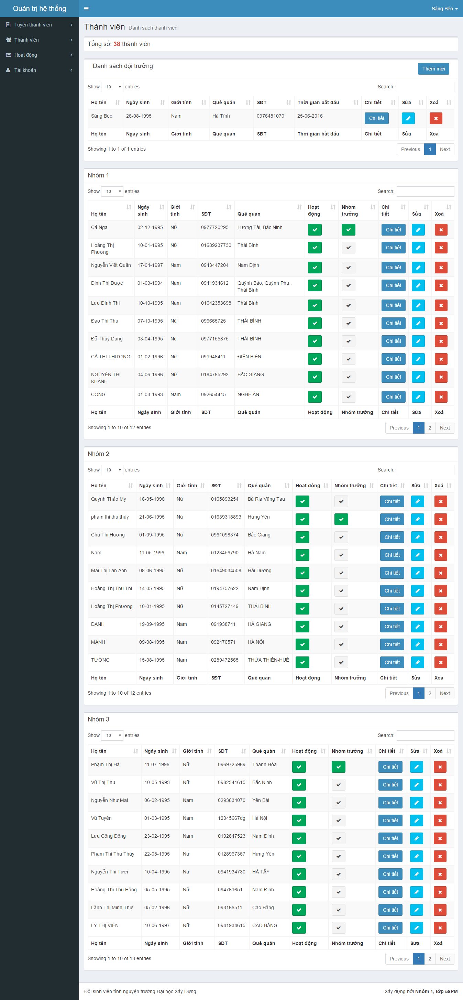 Quản trị hệ thống
Sáng Béo
Tuyển thành viên
Thành viên
Hoạt động
Tài khoản
Thành viên Danh sách thành viên
Tổng số: 38 thành viên
Danh sách đội trưởng Thêm mới
Show 10 entries Search:
Họ tên Ngày sinh Giới tính Quê quán SĐT Thời gian bắt đầu Chi tiết Sửa Xoá
Sáng Béo 26-08-1995 Nam Hà Tĩnh 0976481070 25-06-2016 Chi tiết
Họ tên Ngày sinh Giới tính Quê quán SĐT Thời gian bắt đầu Chi tiết Sửa Xoá
Showing 1 to 1 of 1 entries Previous 1 Next
Nhóm 1
Show 10 entries Search:
Họ tên Ngày sinh Giới tính SĐT Quê quán Hoạt động Nhóm trưởng Chi tiết Sửa Xoá
Cả Nga 02-12-1995 Nữ 0977720295 Lương Tài, Bắc Ninh Chi tiết
Hoàng Thị Phương 10-01-1995 Nữ 01689237730 Thái Bình Chi tiết
Nguyễn Viết Quân 17-04-1997 Nam 0943447204 Nam Định Chi tiết
Đinh Thị Dược 01-03-1994 Nam 0941934612 Quỳnh Bảo, Quỳnh Phụ , Thái Bình Chi tiết
Lưu Đình Thi 10-10-1995 Nam 01642353698 Thái Bình Chi tiết
Đào Thị Thu 07-10-1995 Nữ 096665725 THÁI BÌNH Chi tiết
Đỗ Thùy Dung 03-04-1995 Nữ 0977155875 THÁI BÌNH Chi tiết
CÀ THỊ THƯƠNG 01-02-1996 Nữ 091946411 ĐIỆN BIÊN Chi tiết
NGUYỄN THỊ KHÁNH 04-06-1996 Nữ 0184765292 BẮC GIANG Chi tiết
CÔNG 01-03-1993 Nam 092654415 NGHỆ AN Chi tiết
Họ tên Ngày sinh Giới tính SĐT Quê quán Hoạt động Nhóm trưởng Chi tiết Sửa Xoá
Showing 1 to 10 of 12 entries Previous 1 2 Next
Nhóm 2
Show 10 entries Search:
Họ tên Ngày sinh Giới tính SĐT Quê quán Hoạt động Nhóm trưởng Chi tiết Sửa Xoá
Quỳnh Thảo My 16-05-1996 Nữ 0165893254 Bà Rịa Vũng Tàu Chi tiết
phạm thị thu thùy 21-06-1995 Nữ 01639318893 Hưng Yên Chi tiết
Chu Thị Hương 01-09-1995 Nữ 0961098374 Bắc Giang Chi tiết
Nam 11-05-1996 Nam 0123456790 Hà Nam Chi tiết
Mai Thị Lan Anh 08-06-1995 Nữ 01649034508 Hải Dương Chi tiết
Hoàng Thị Thu Thi 14-05-1995 Nữ 0194757622 Nam Định Chi tiết
Hoàng Thị Phương 10-01-1995 Nữ 0145727149 THÁI BÌNH Chi tiết
DANH 19-09-1995 Nam 091938741 HÀ GIANG Chi tiết
MẠNH 09-08-1995 Nam 092476571 HÀ NỘI Chi tiết
TƯỜNG 15-08-1995 Nam 0289472565 THỪA THIÊN-HUẾ Chi tiết
Họ tên Ngày sinh Giới tính SĐT Quê quán Hoạt động Nhóm trưởng Chi tiết Sửa Xoá
Showing 1 to 10 of 12 entries Previous 1 2 Next
Nhóm 3
Show 10 entries Search:
Họ tên Ngày sinh Giới tính SĐT Quê quán Hoạt động Nhóm trưởng Chi tiết Sửa Xoá
Phạm Thị Hà 11-07-1996 Nữ 0969725969 Thanh Hóa Chi tiết
Vũ Thị Thu 10-05-1993 Nữ 0982341615 Bắc Ninh Chi tiết
Nguyễn Như Mai 06-02-1995 Nam 0293834070 Yên Bái Chi tiết
Vũ Tuyên 01-03-1995 Nam 12345667dg Hà Nội Chi tiết
Lưu Công Đông 23-02-1995 Nam 0192847523 Nam Định Chi tiết
Phạm Thị Thu Thủy 22-05-1995 Nữ 0128967367 Hưng Yên Chi tiết
Nguyễn Thị Tươi 10-04-1995 Nữ 0941934730 HÀ TÂY Chi tiết
Hoàng Thị Thu Hằng 05-05-1995 Nữ 094761651 Nam Định Chi tiết
Lãnh Thị Minh Thư 05-02-1996 Nữ 093166511 Cao Bằng Chi tiết
LÝ THỊ VIÊN 10-06-1997 Nữ 0941934615 CAO BẰNG Chi tiết
Họ tên Ngày sinh Giới tính SĐT Quê quán Hoạt động Nhóm trưởng Chi tiết Sửa Xoá
Showing 1 to 10 of 13 entries Previous 1 2 Next
Đội sinh viên tình nguyện trường Đại học Xây Dựng Xây dựng bởi Nhóm 1, lớp 58PM